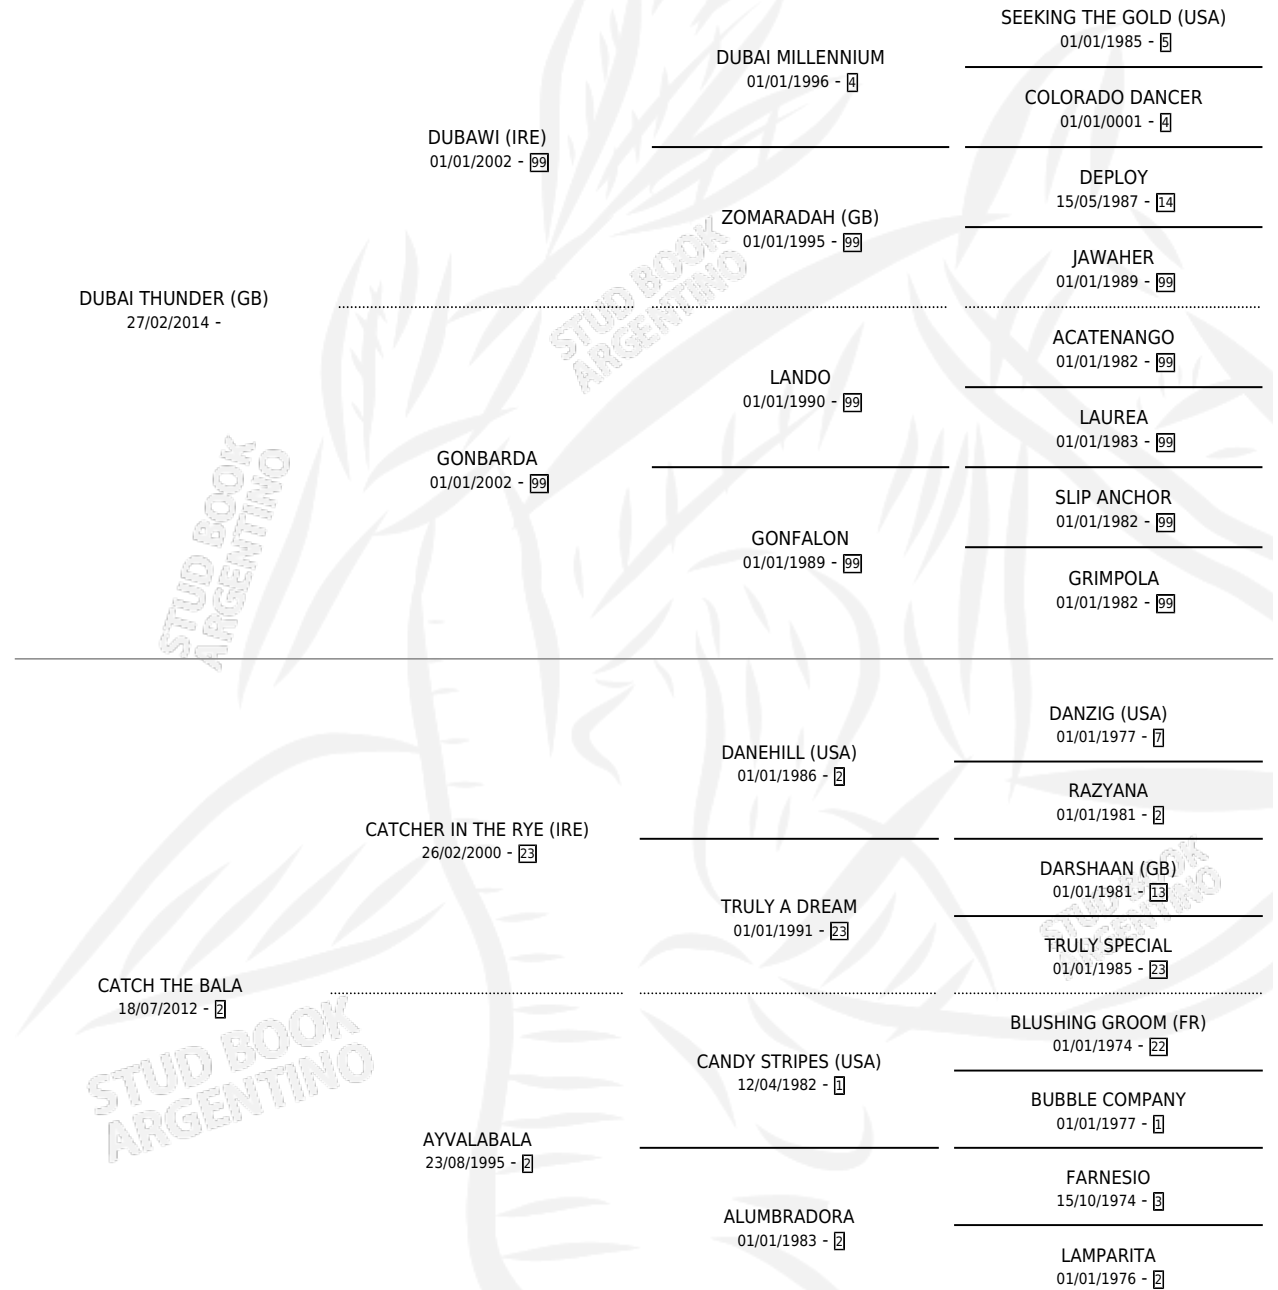 SEEKING THE GOLD (USA)
01/01/1985 - 5
DUBAI MILLENNIUM
01/01/1996 - 4
COLORADO DANCER
01/01/0001 - 4
DUBAWI (IRE)
01/01/2002 - 99
DEPLOY
15/05/1987 - 14
ZOMARADAH (GB)
01/01/1995 - 99
JAWAHER
01/01/1989 - 99
DUBAI THUNDER (GB)
27/02/2014 -
STUD BOOK
ARGENTINO
ACATENANGO
01/01/1982 - 99
LANDO
01/01/1990 - 99
LAUREA
01/01/1983 - 99
GONBARDA
01/01/2002 - 99
SLIP ANCHOR
01/01/1982 - 99
GONFALON
01/01/1989 - 99
GRIMPOLA
01/01/1982 - 99
STUD BOOK
ARGENTINO
DANZIG (USA)
01/01/1977 - 7
DANEHILL (USA)
01/01/1986 - 2
RAZYANA
01/01/1981 - 2
CATCHER IN THE RYE (IRE)
26/02/2000 - 23
DARSHAAN (GB)
01/01/1981 - 13
TRULY A DREAM
01/01/1991 - 23
STUD BOOK
ARGENTINO
TRULY SPECIAL
01/01/1985 - 23
CATCH THE BALA
18/07/2012 - 2
STUD BOOK
ARGENTINO
BLUSHING GROOM (FR)
01/01/1974 - 22
CANDY STRIPES (USA)
12/04/1982 - 1
BUBBLE COMPANY
01/01/1977 - 1
AYVALABALA
23/08/1995 - 2
FARNESIO
15/10/1974 - 3
ALUMBRADORA
01/01/1983 - 2
LAMPARITA
01/01/1976 - 2